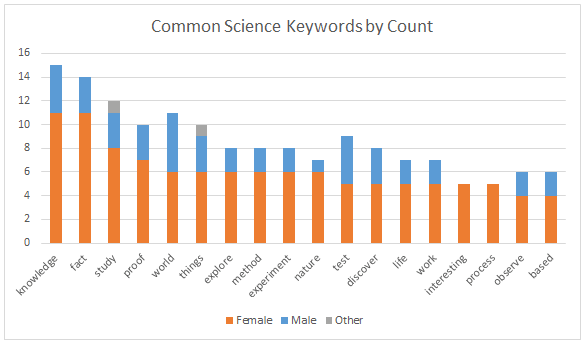 Common Science Keywords by Count
16
14
12
10
8
6
4
2
0
knowledge
fact
study
proof
world
things
explore
method
experiment
nature
test
discover
life
work
interesting
process
observe
based
Female Male Other